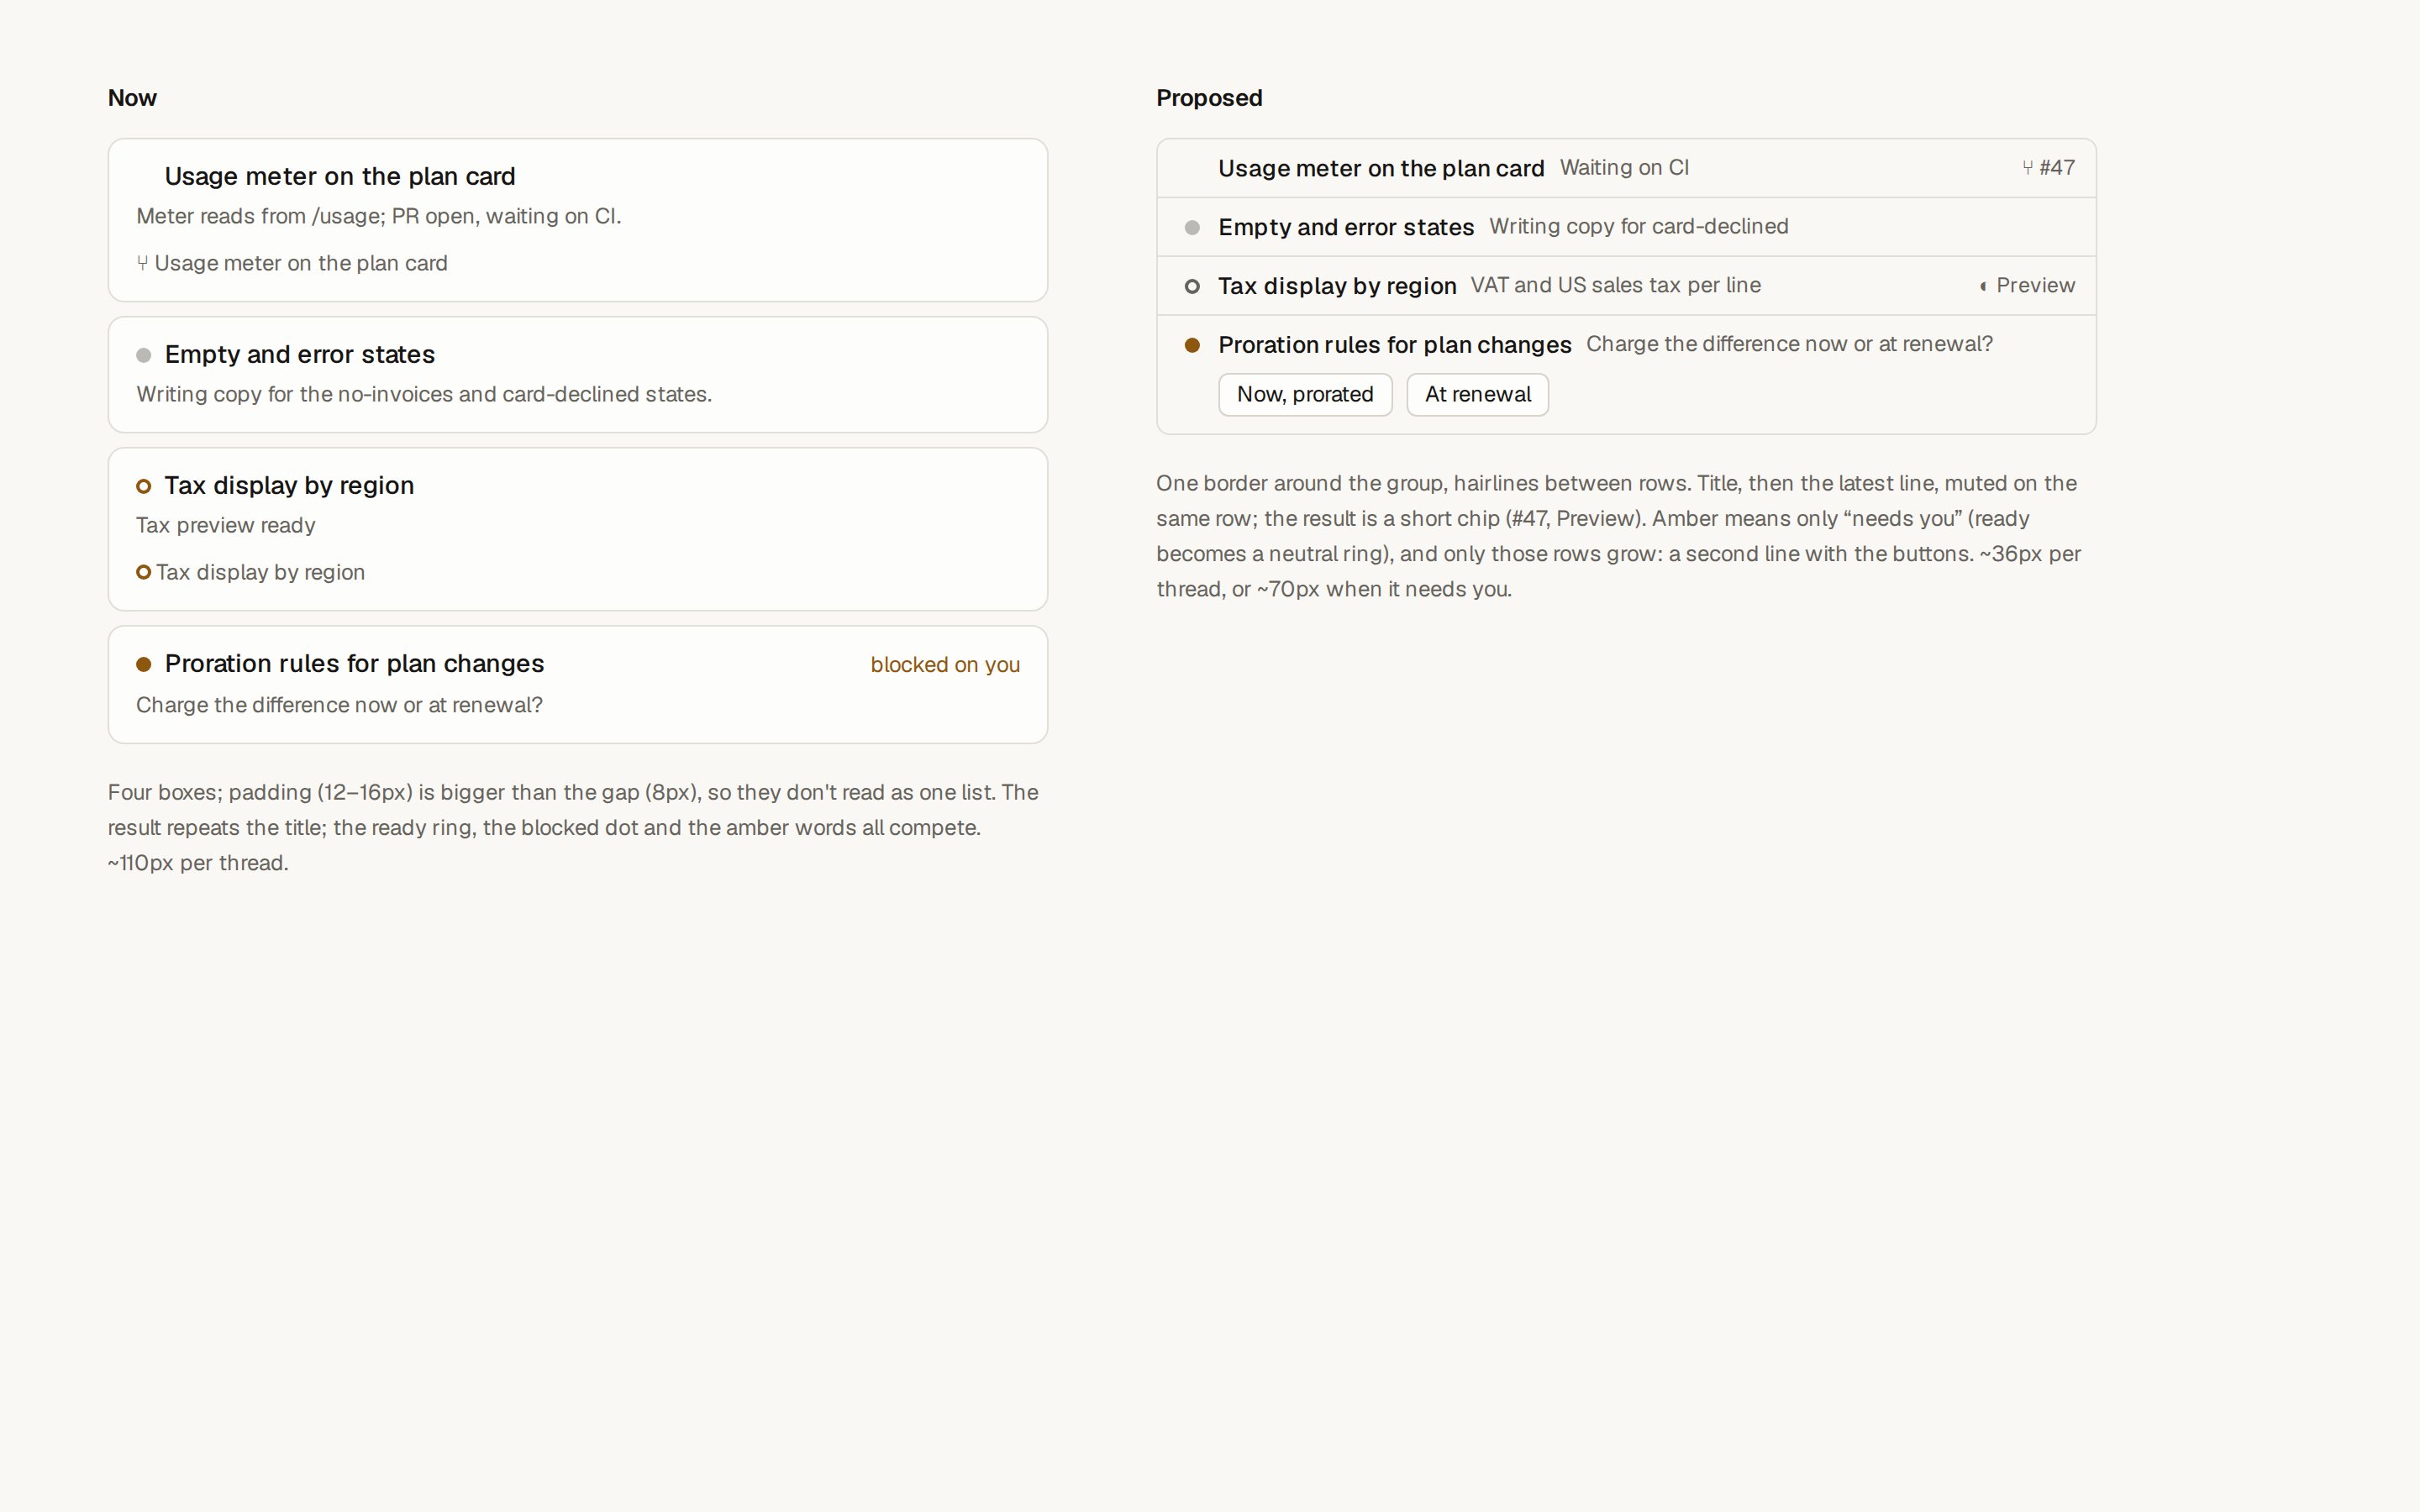 Now
Usage meter on the plan card
Meter reads from /usage; PR open, waiting on CI.
Usage meter on the plan card
Empty and error states
Writing copy for the no-invoices and card-declined states.
Tax display by region
Tax preview ready
Tax display by region
Proration rules for plan changes blocked on you
Charge the difference now or at renewal?
Four boxes; padding (12–16px) is bigger than the gap (8px), so they don't read as one list. The
result repeats the title; the ready ring, the blocked dot and the amber words all compete.
~110px per thread.
Proposed
Usage meter on the plan card Waiting on CI #47
Empty and error states Writing copy for card-declined
Tax display by region VAT and US sales tax per line Preview
Proration rules for plan changes Charge the difference now or at renewal?
Now, prorated At renewal
One border around the group, hairlines between rows. Title, then the latest line, muted on the
same row; the result is a short chip (#47, Preview). Amber means only “needs you” (ready
becomes a neutral ring), and only those rows grow: a second line with the buttons. ~36px per
thread, or ~70px when it needs you.